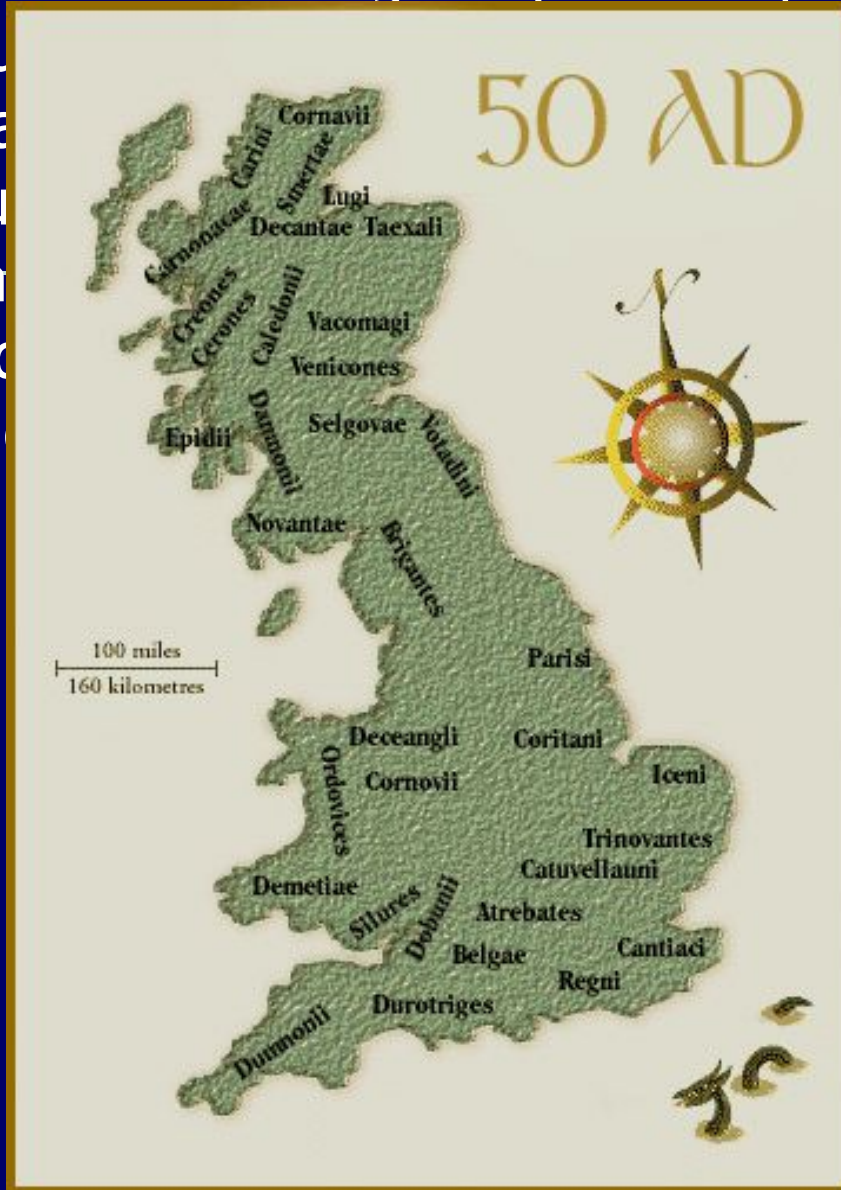 50 AD
Cornavii
Carini
Smertae
Lugi
Decantae Taexali
Carnonacae
Creones
Cerones
Caledonii
Vacomagi
Venicones
Epidii
Damnonii
Selgovae
Votadini
Novantae
Brigantes
N
100 miles
160 kilometres
Parisi
Deceangli
Coritani
Ordovices
Cornovii
Iceni
Trinovantes
Catuvellauni
Demetiae
Silures
Dobunii
Atrebates
Belgae
Cantiaci
Regni
Durotriges
Dumnonii